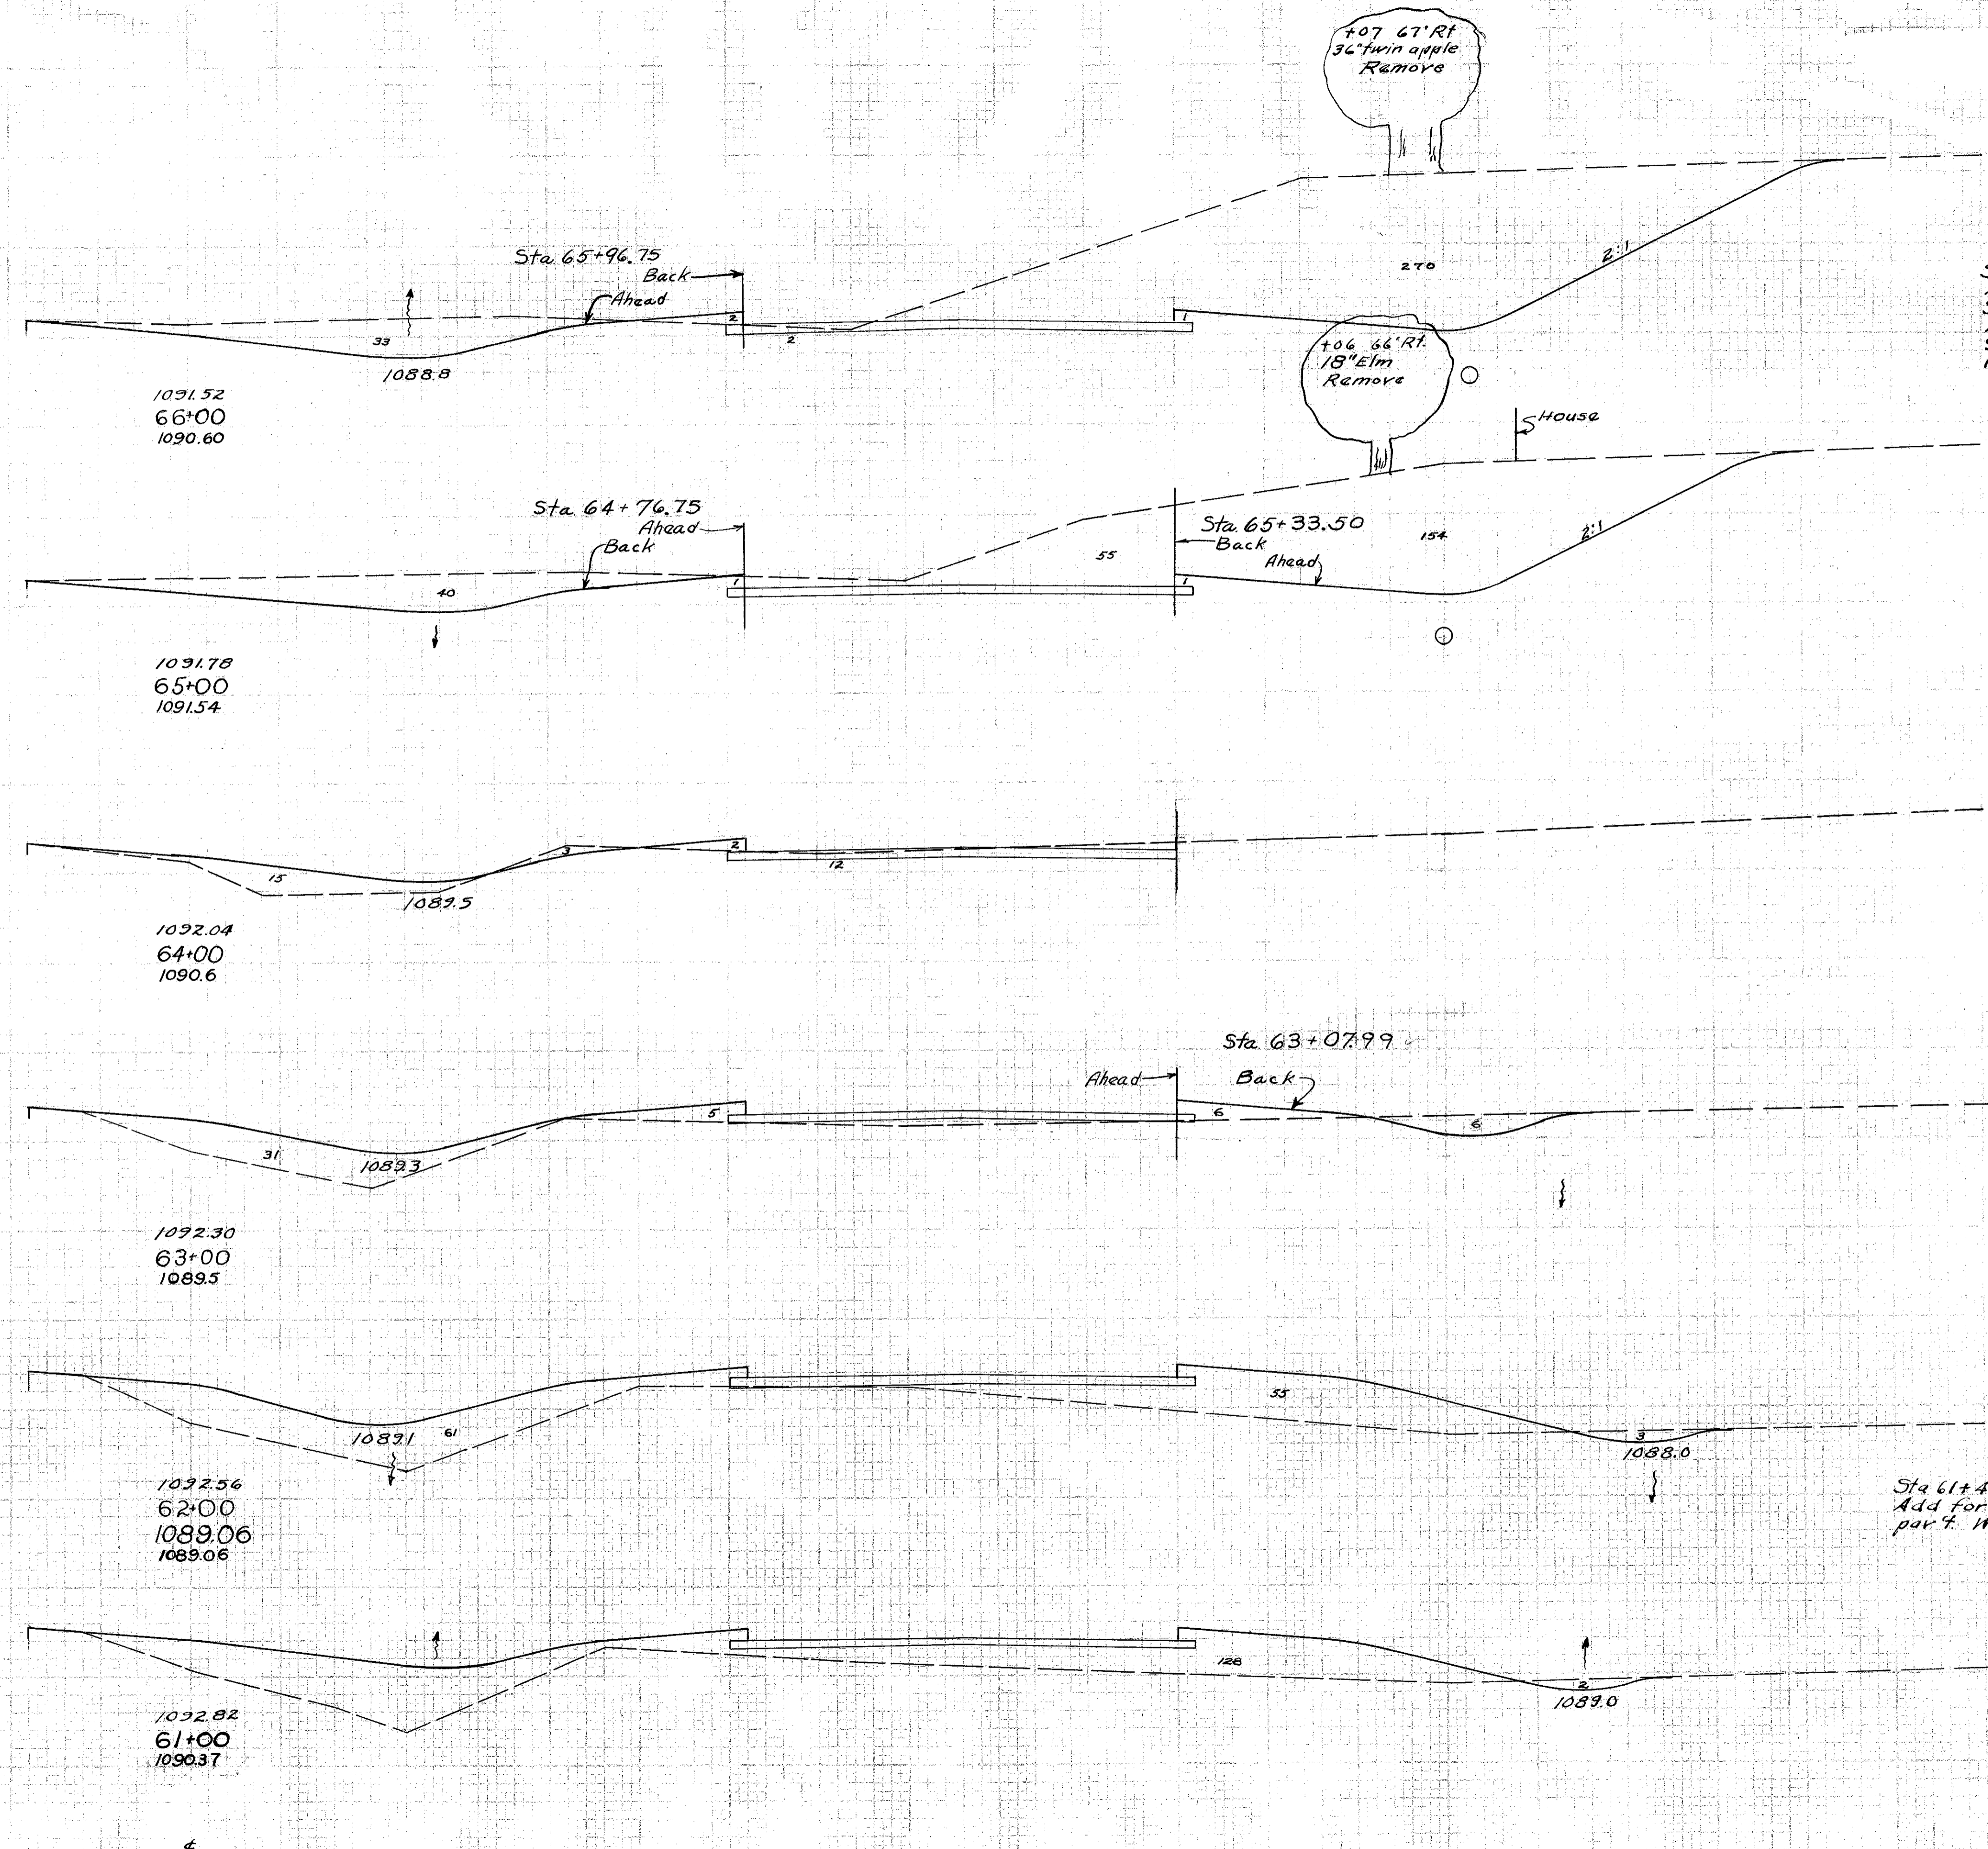 +07 67' Rt
36" twin apple
Remove
Sta. 65+96.75
Back
Ahead
2:1
270
33
2
2
1
1088.8
+06 66' Rt.
18" Elm
Remove
1091.52
66+00
1090.60
House
Sta. 64+76.75
Ahead
Back
Sta. 65+33.50
Back
Ahead
55
154
2:1
40
1
1
1091.78
65+00
1091.54
15
3
2
12
1089.5
1092.04
64+00
1090.6
Sta. 63+07.99
Ahead
Back
5
6
6
31
1089.3
1092.30
63+00
1089.5
55
61
3
1089.1
1088.0
1092.56
62+00
1089.06
1089.06
Sta 61+4
Add for
128
2
1089.0
1092.82
61+00
1090.37